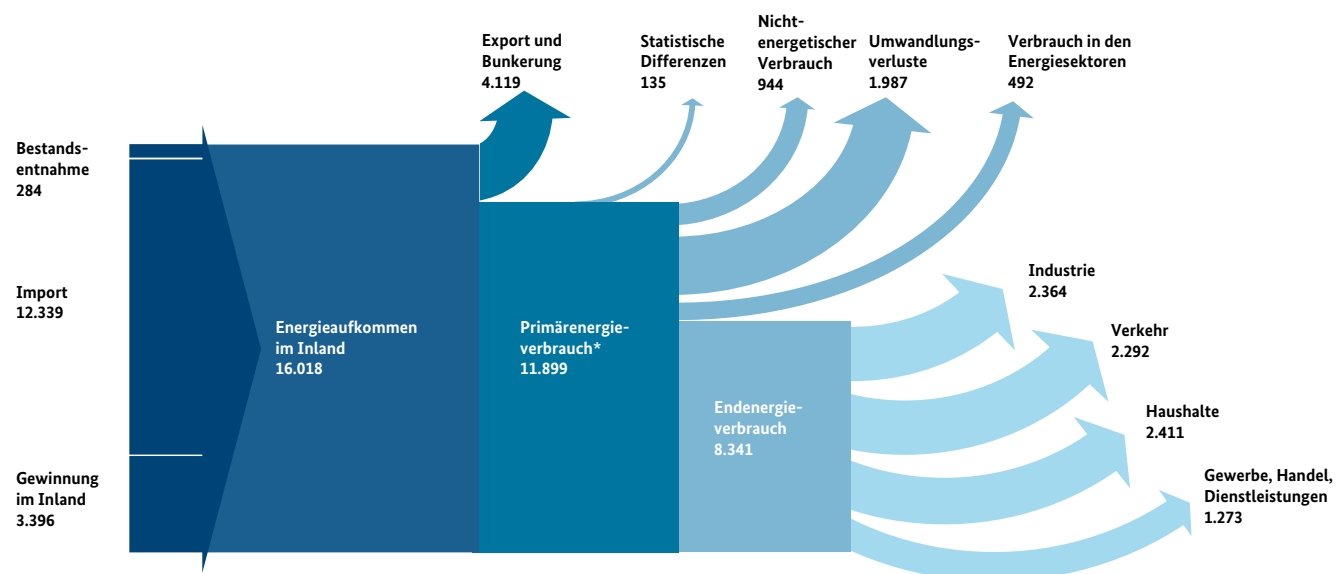 Export und
Bunkerung
4.119
Statistische
Differenzen
135
Nicht-
energetischer
Verbrauch
944
Umwandlungs-
verluste
1.987
Verbrauch in den
Energiesektoren
492
Bestands-
entnahme
284
Import
12.339
Gewinnung
im Inland
3.396
Energieaufkommen
im Inland
16.018
Primärenergie-
verbrauch*
11.899
Endenergie-
verbrauch
8.341
Industrie
2.364
Verkehr
2.292
Haushalte
2.411
Gewerbe, Handel,
Dienstleistungen
1.273